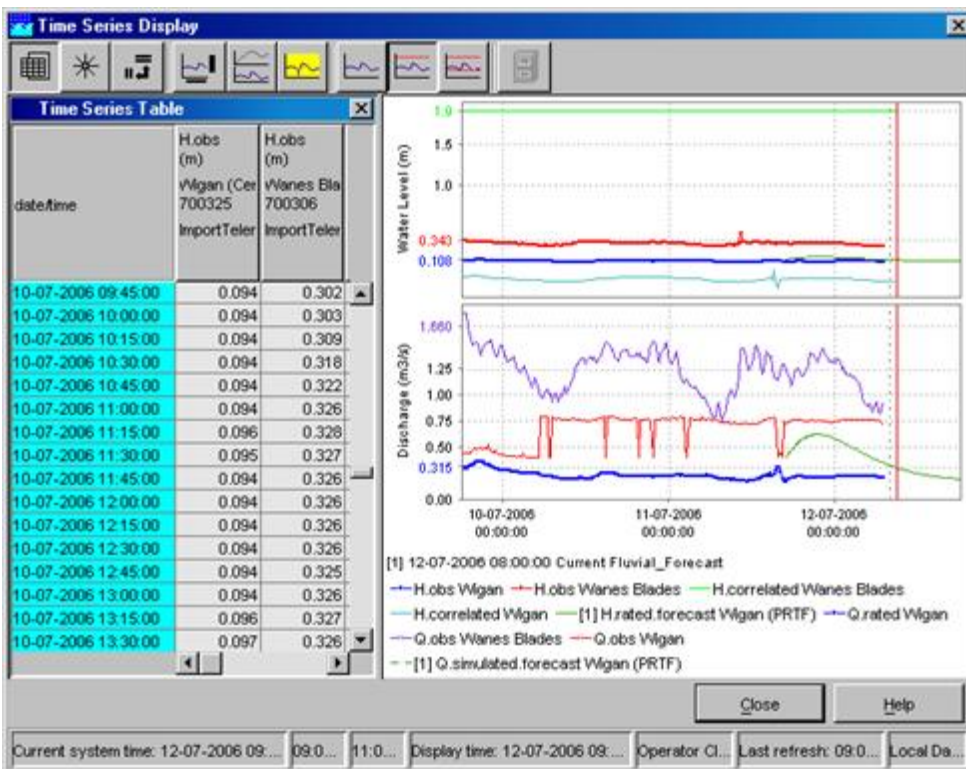 Time Series Display
Time Series Table
date/time
H.obs
(m)
Wigan (Cer
700325
ImportTeler
H.obs
(m)
Wanes Bla
700306
ImportTeler
10-07-2006 09:45:00 0.094 0.302
10-07-2006 10:00:00 0.094 0.303
10-07-2006 10:15:00 0.094 0.309
10-07-2006 10:30:00 0.094 0.318
10-07-2006 10:45:00 0.094 0.322
10-07-2006 11:00:00 0.094 0.326
10-07-2006 11:15:00 0.096 0.328
10-07-2006 11:30:00 0.095 0.327
10-07-2006 11:45:00 0.094 0.326
10-07-2006 12:00:00 0.094 0.326
10-07-2006 12:15:00 0.094 0.326
10-07-2006 12:30:00 0.094 0.326
10-07-2006 12:45:00 0.094 0.325
10-07-2006 13:00:00 0.094 0.326
10-07-2006 13:15:00 0.096 0.327
10-07-2006 13:30:00 0.097 0.326
Water Level (m)
1.5
1.0
0.343
0.108
Discharge (m3/s)
1.660
1.25
1.00
0.75
0.50
0.315
0.00
10-07-2006 11-07-2006 12-07-2006
00:00:00 00:00:00 00:00:00
[1] 12-07-2006 08:00:00 Current Fluvial_Forecast
H.obs Wigan H.obs Wanes Blades H.correlated Wanes Blades
H.correlated Wigan [1] H.rated.forecast Wigan (PRTF) Q.rated Wigan
Q.obs Wanes Blades Q.obs Wigan
[1] Q.simulated.forecast Wigan (PRTF)
Close Help
Current system time: 12-07-2006 09:... 09:0... 11:0... Display time: 12-07-2006 09:... Operator Cl... Last refresh: 09:0... Local Da...